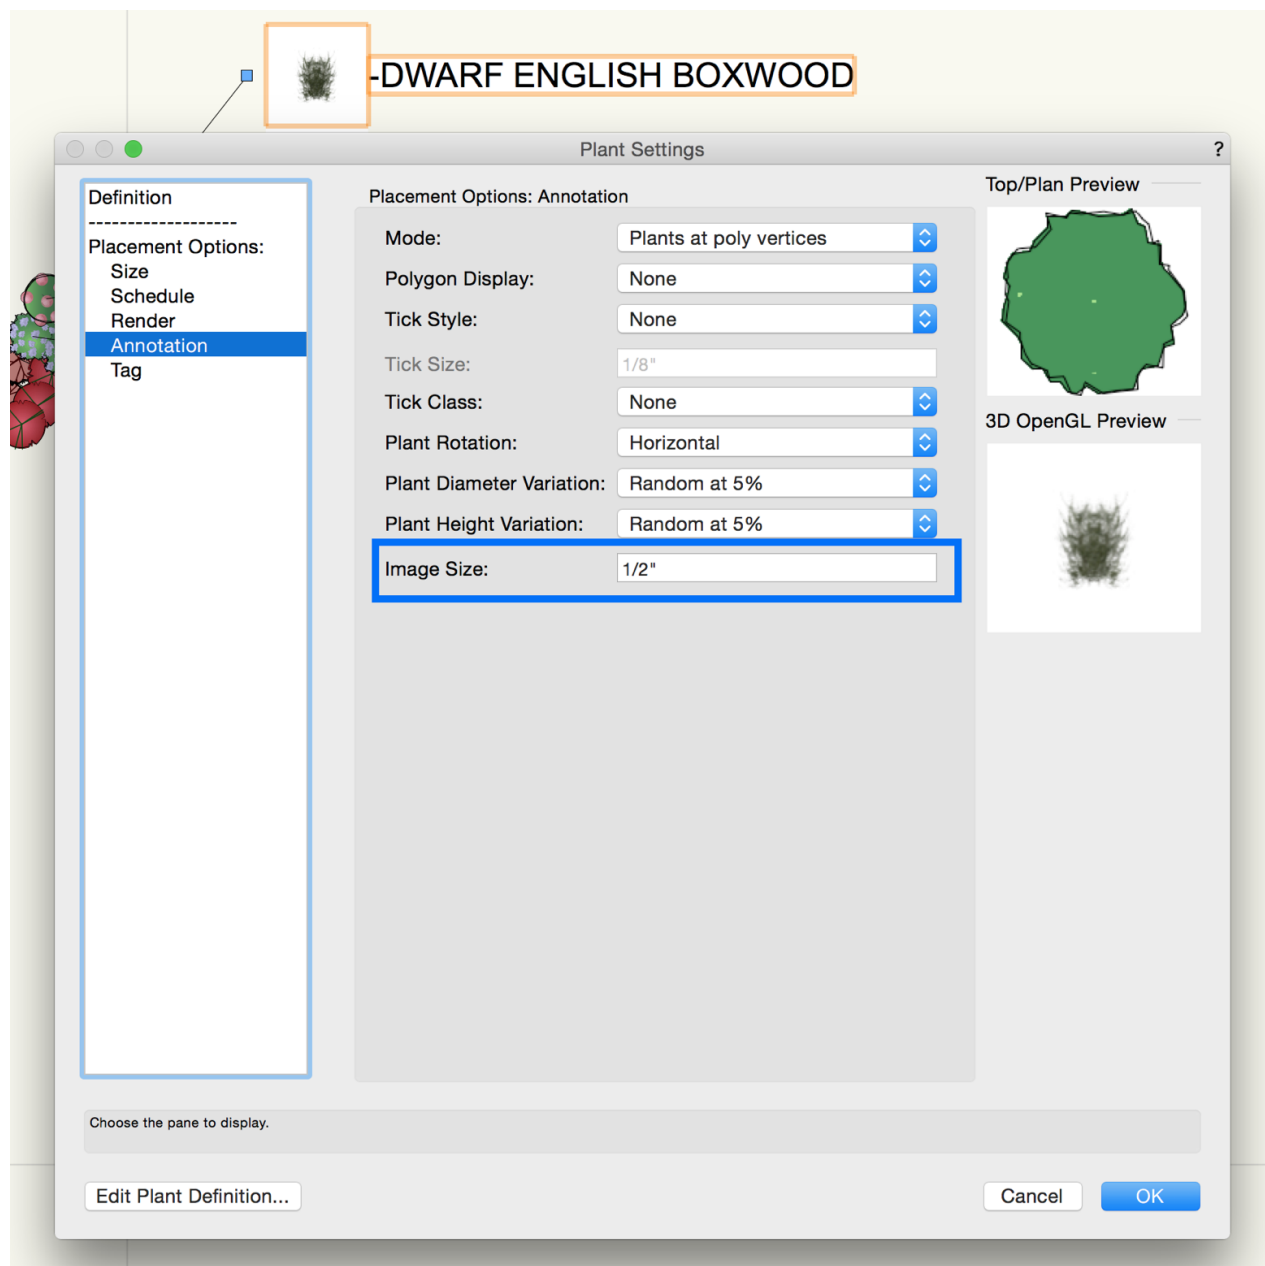 -DWARF ENGLISH BOXWOOD
Plant Settings
?
Definition
-------------------
Placement Options:
Size
Schedule
Render
Annotation
Tag
Placement Options: Annotation
Mode: Plants at poly vertices
Polygon Display: None
Tick Style: None
Tick Size: 1/8"
Tick Class: None
Plant Rotation: Horizontal
Plant Diameter Variation: Random at 5%
Plant Height Variation: Random at 5%
Image Size: 1/2"
Top/Plan Preview
3D OpenGL Preview
Choose the pane to display.
Edit Plant Definition...
Cancel
OK